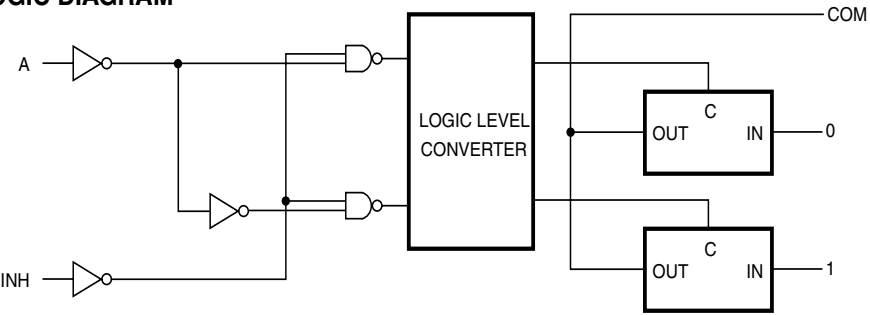 LOGIC DIAGRAM
COM
A
LOGIC LEVEL
CONVERTER
C
OUT IN
0
C
OUT IN
1
INH